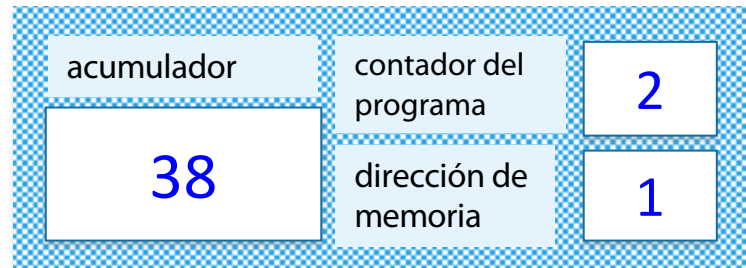 acumulador
38
contador del
programa
2
dirección de
memoria
1